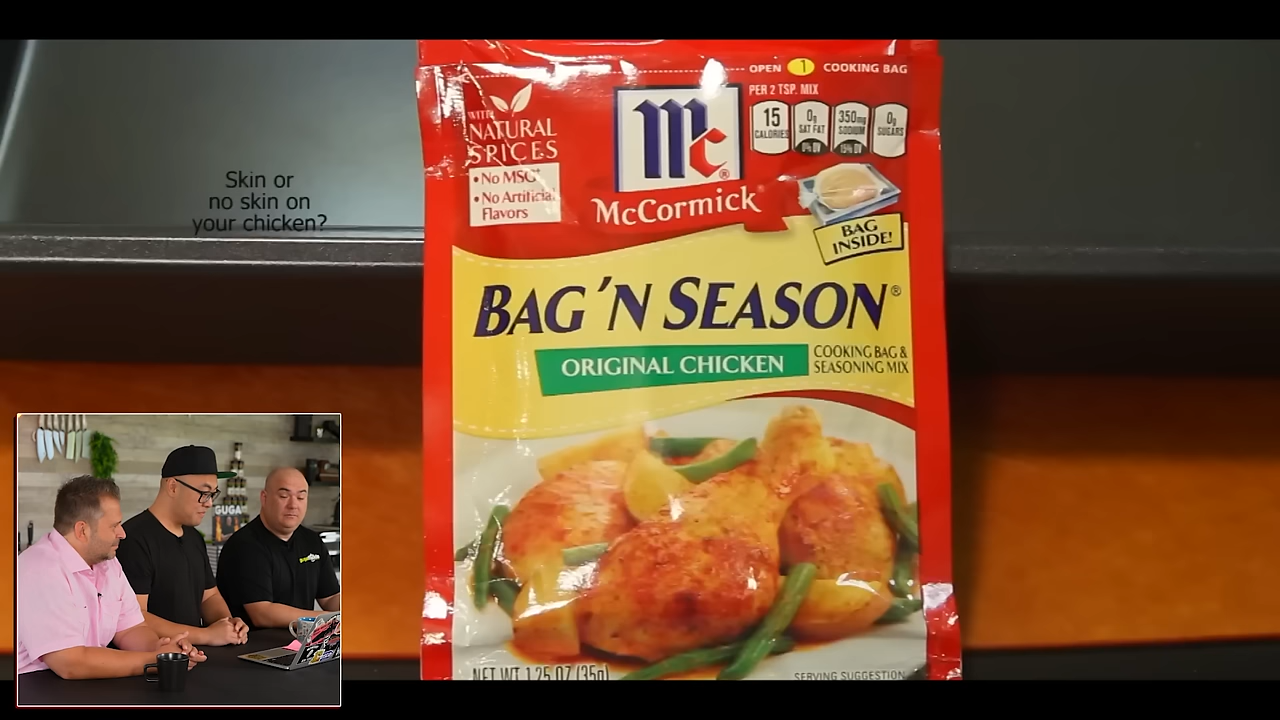 Skin or
no skin on
your chicken?
OPEN 1 COOKING BAG
WITH
NATURAL
SPICES
• No MSG*
• No Artificial
Flavors
Mc®
McCormick®
PER 2 TSP. MIX
15
CALORIES
0g
SAT FAT
0% DV
350mg
SODIUM
15% DV
0g
SUGARS
BAG
INSIDE!
BAG 'N SEASON®
ORIGINAL CHICKEN
COOKING BAG &
SEASONING MIX
NET WT 1.25 OZ (35g)
SERVING SUGGESTION
GUGA